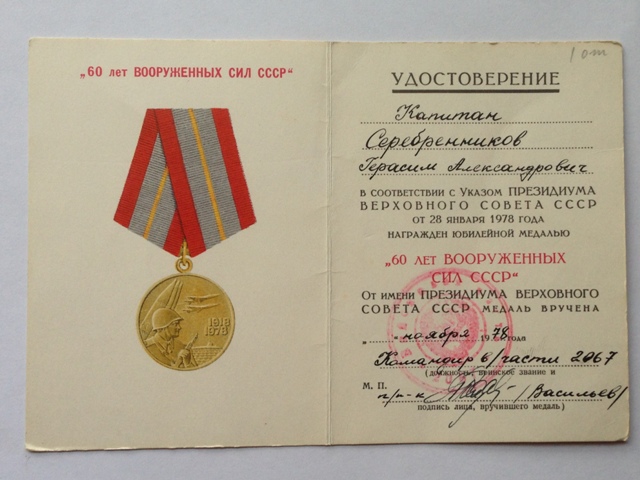 „60 лет ВООРУЖЕННЫХ СИЛ СССР“
1918
1978
1 от
УДОСТОВЕРЕНИЕ
Капитан
Серебренников
Герасим Александрович
В СООТВЕТСТВИИ С УКАЗОМ ПРЕЗИДИУМА
ВЕРХОВНОГО СОВЕТА СССР
ОТ 28 ЯНВАРЯ 1978 ГОДА
НАГРАЖДЕН ЮБИЛЕЙНОЙ МЕДАЛЬЮ
„60 ЛЕТ ВООРУЖЕННЫХ
СИЛ СССР“
ОТ ИМЕНИ ПРЕЗИДИУМА ВЕРХОВНОГО
СОВЕТА СССР МЕДАЛЬ ВРУЧЕНА
„ “ ноября 1978 года
Командир в/части 2067
(должность, воинское звание и
М. П. п/п-к /Васильев/
подпись лица, вручившего медаль)